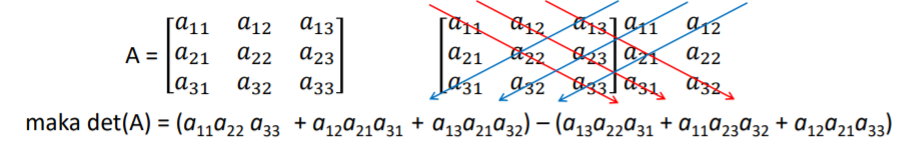 a₁₁ a₁₂ a₁₃ a₁₁ a₁₂ a₁₃ a₁₁ a₁₂
A = a₂₁ a₂₂ a₂₃ a₂₁ a₂₂ a₂₃ a₂₁ a₂₂
a₃₁ a₃₂ a₃₃ a₃₁ a₃₂ a₃₃ a₃₁ a₃₂
maka det(A) = (a₁₁a₂₂ a₃₃ + a₁₂a₂₁a₃₁ + a₁₃a₂₁a₃₂) – (a₁₃a₂₂a₃₁ + a₁₁a₂₃a₃₂ + a₁₂a₂₁a₃₃)